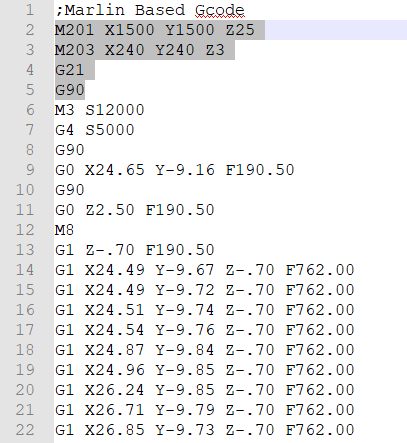 1 ;Marlin Based Gcode
2 M201 X1500 Y1500 Z25
3 M203 X240 Y240 Z3
4 G21
5 G90
6 M3 S12000
7 G4 S5000
8 G90
9 G0 X24.65 Y-9.16 F190.50
10 G90
11 G0 Z2.50 F190.50
12 M8
13 G1 Z-.70 F190.50
14 G1 X24.49 Y-9.67 Z-.70 F762.00
15 G1 X24.49 Y-9.72 Z-.70 F762.00
16 G1 X24.51 Y-9.74 Z-.70 F762.00
17 G1 X24.54 Y-9.76 Z-.70 F762.00
18 G1 X24.87 Y-9.84 Z-.70 F762.00
19 G1 X24.96 Y-9.85 Z-.70 F762.00
20 G1 X26.24 Y-9.85 Z-.70 F762.00
21 G1 X26.71 Y-9.79 Z-.70 F762.00
22 G1 X26.85 Y-9.73 Z-.70 F762.00